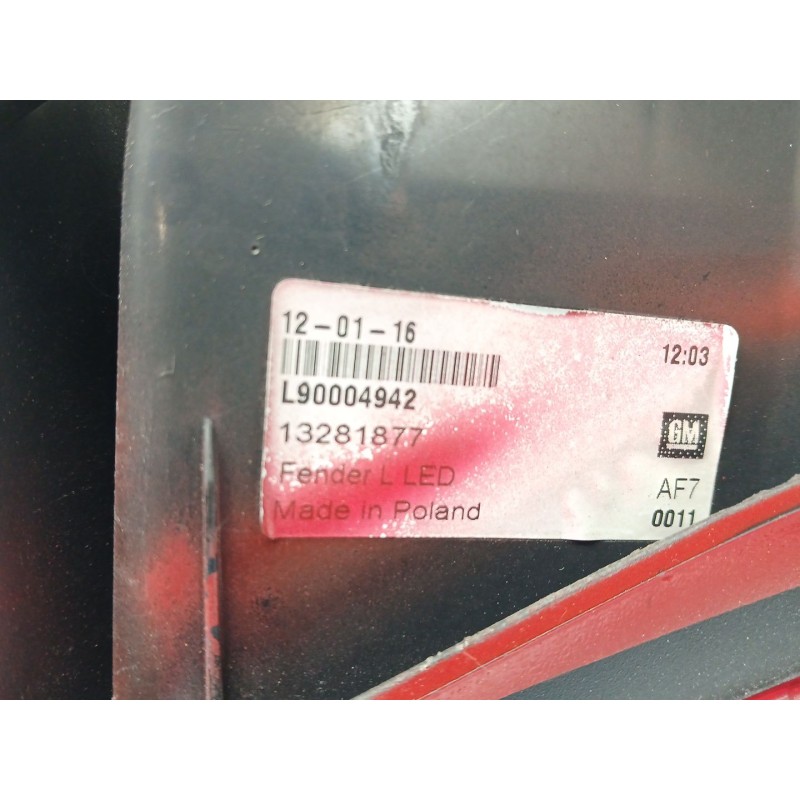 12-01-16
12:03
L90004942
13281877
GM
Fender L LED
AF7
Made in Poland
0011